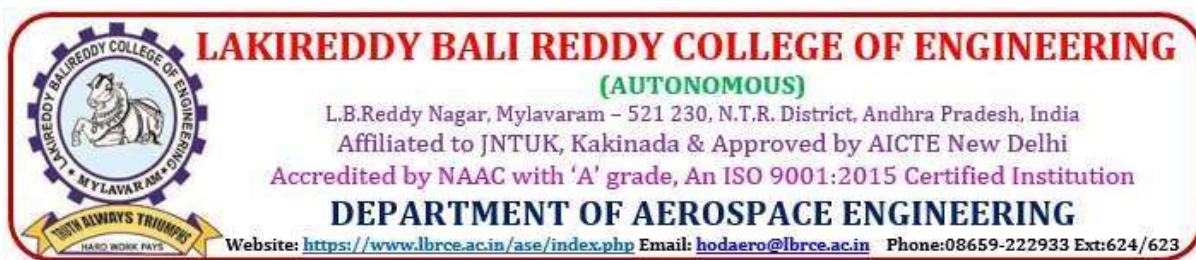 LAKIREDDY BALIREDDY COLLEGE OF ENGINEERING
MYLAVARAM
TRUTH ALWAYS TRIUMPHS
HARD WORK PAYS
LAKIREDDY BALI REDDY COLLEGE OF ENGINEERING
(AUTONOMOUS)
L.B.Reddy Nagar, Mylavaram – 521 230, N.T.R. District, Andhra Pradesh, India
Affiliated to JNTUK, Kakinada & Approved by AICTE New Delhi
Accredited by NAAC with ‘A’ grade, An ISO 9001:2015 Certified Institution
DEPARTMENT OF AEROSPACE ENGINEERING
Website: https://www.lbrce.ac.in/ase/index.php Email: hodaero@lbrce.ac.in Phone:08659-222933 Ext:624/623